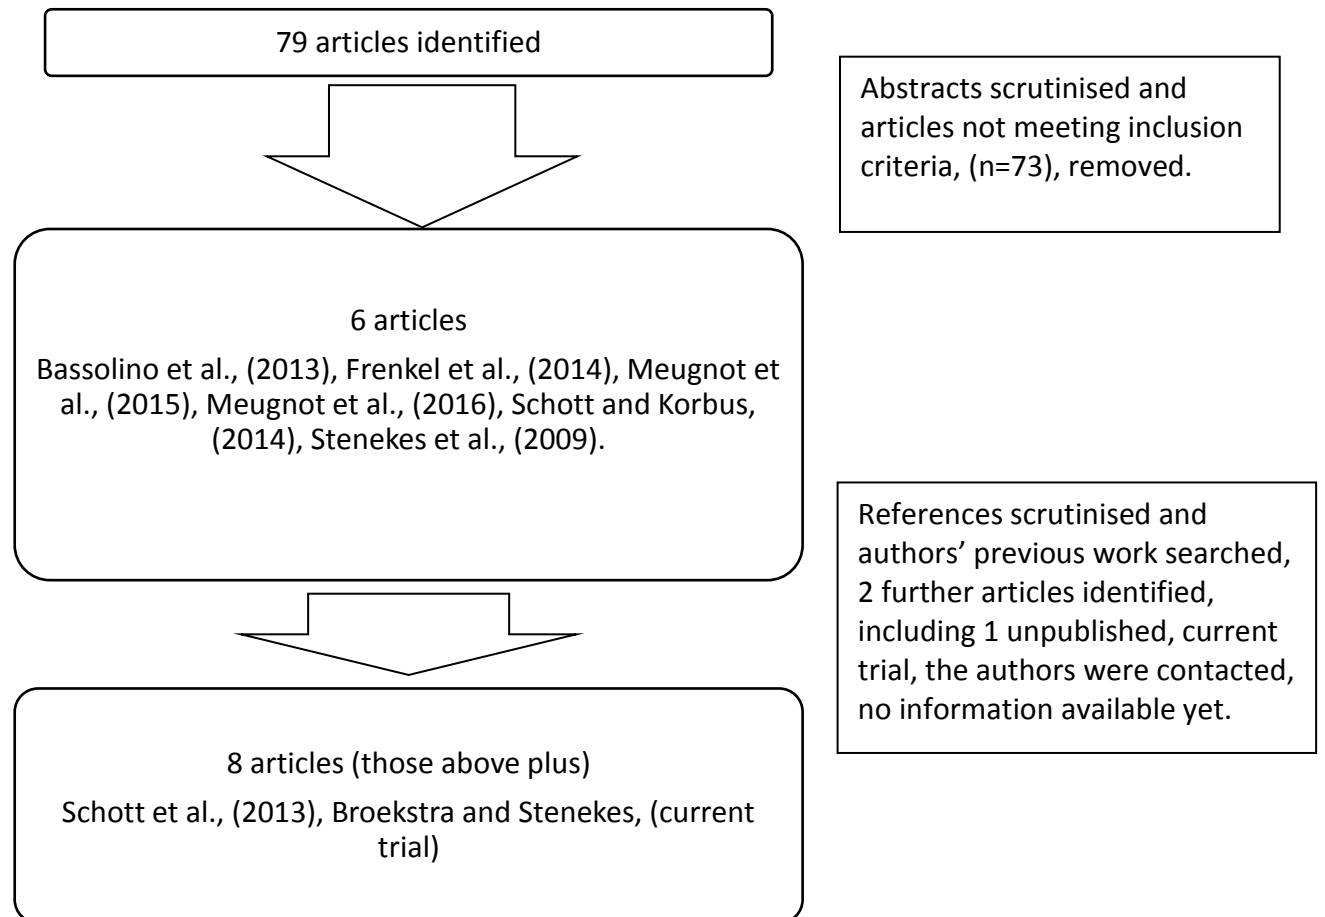 79 articles identified
Abstracts scrutinised and
articles not meeting inclusion
criteria, (n=73), removed.
6 articles
Bassolino et al., (2013), Frenkel et al., (2014), Meugnot et
al., (2015), Meugnot et al., (2016), Schott and Korbus,
(2014), Stenekes et al., (2009).
References scrutinised and
authors’ previous work searched,
2 further articles identified,
including 1 unpublished, current
trial, the authors were contacted,
no information available yet.
8 articles (those above plus)
Schott et al., (2013), Broekstra and Stenekes, (current
trial)